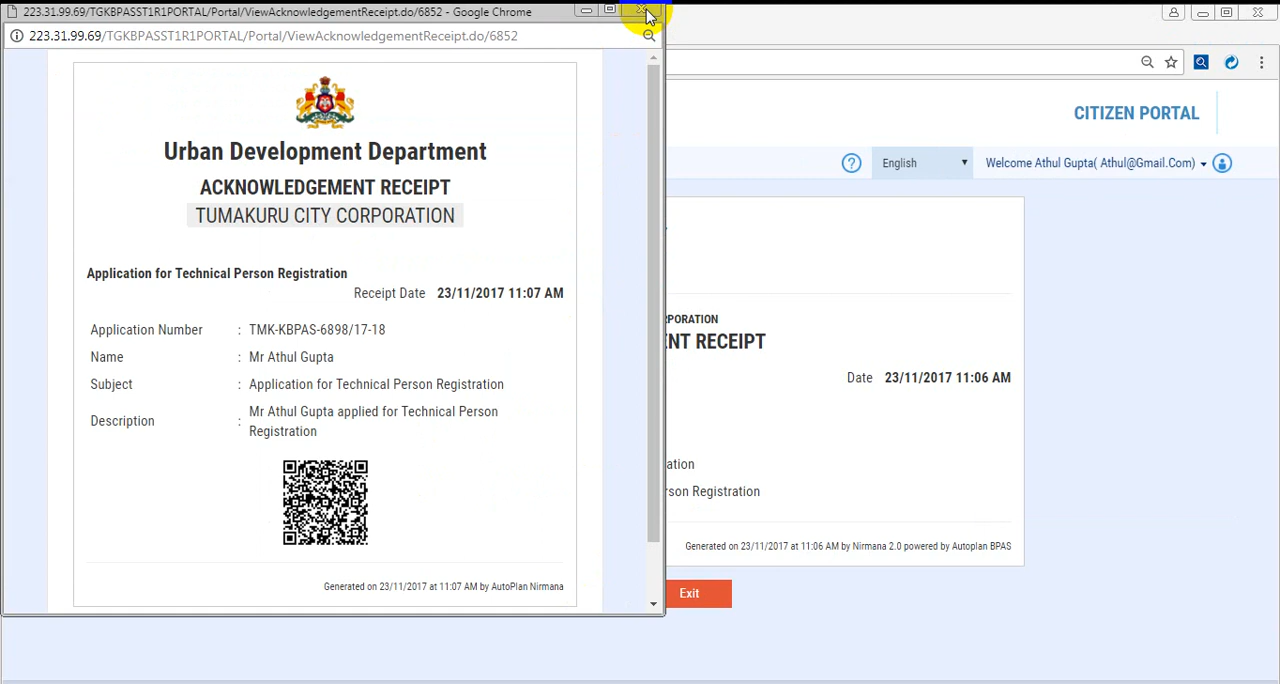 223.31.99.69/TGKBPASST1R1PORTAL/Portal/ViewAcknowledgementReceipt.do/6852 - Google Chrome
223.31.99.69/TGKBPASST1R1PORTAL/Portal/ViewAcknowledgementReceipt.do/6852
Urban Development Department
ACKNOWLEDGEMENT RECEIPT
TUMAKURU CITY CORPORATION
Application for Technical Person Registration
Receipt Date 23/11/2017 11:07 AM
Application Number : TMK-KBPAS-6898/17-18
Name : Mr Athul Gupta
Subject : Application for Technical Person Registration
Description : Mr Athul Gupta applied for Technical Person
Registration
Generated on 23/11/2017 at 11:07 AM by AutoPlan Nirmana
CITIZEN PORTAL
English Welcome Athul Gupta( Athul@Gmail.Com)
RPORATION
ENT RECEIPT
Date 23/11/2017 11:06 AM
ation
rson Registration
Generated on 23/11/2017 at 11:06 AM by Nirmana 2.0 powered by Autoplan BPAS
Exit